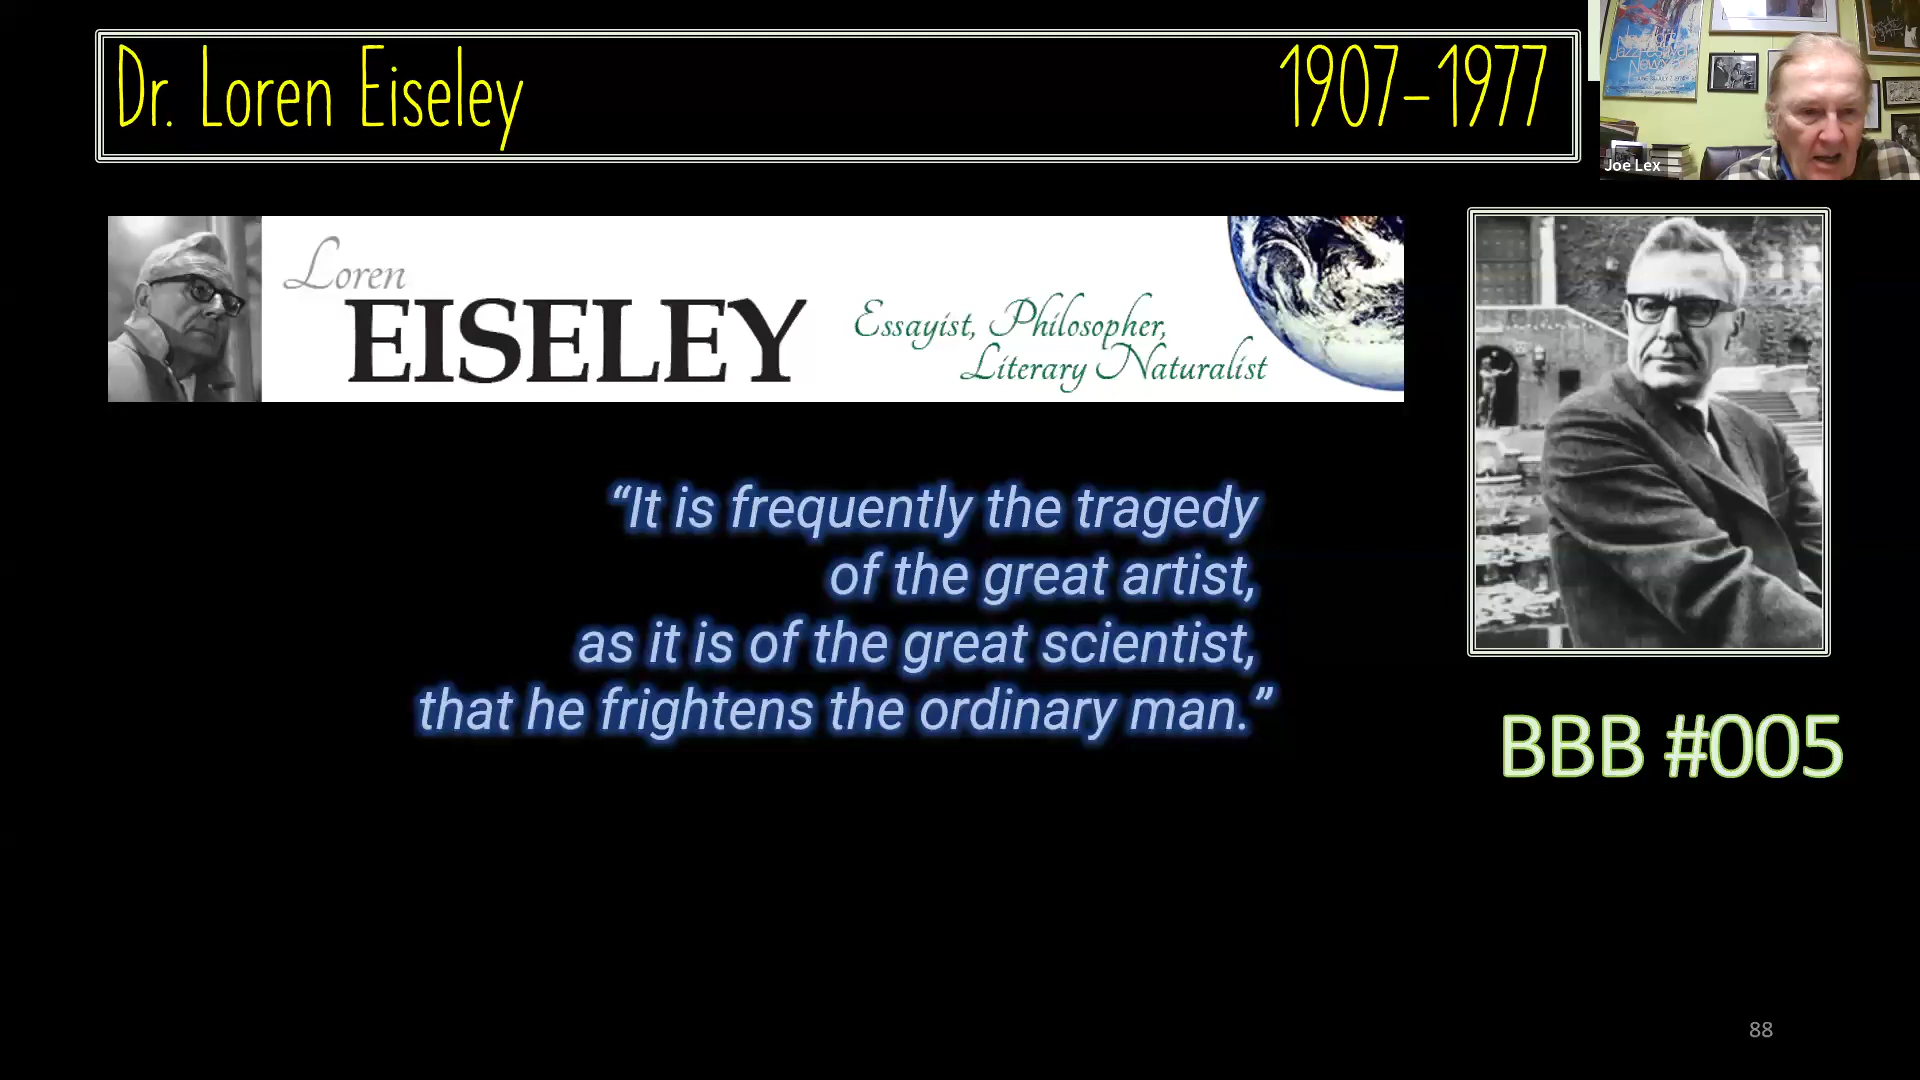 Dr. Loren Eiseley
1907-1977
Joe Lex
Loren
EISELEY
Essayist, Philosopher,
Literary Naturalist
“It is frequently the tragedy
of the great artist,
as it is of the great scientist,
that he frightens the ordinary man.”
BBB #005
88